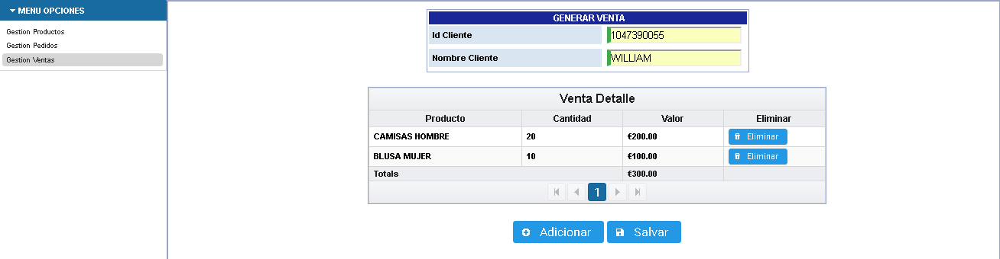 MENU OPCIONES
Gestion Productos
Gestion Pedidos
Gestion Ventas
GENERAR VENTA
Id Cliente 1047390055
Nombre Cliente WILLIAM
Venta Detalle
Producto Cantidad Valor Eliminar
CAMISAS HOMBRE 20 €200.00 Eliminar
BLUSA MUJER 10 €100.00 Eliminar
Totals €300.00
1
Adicionar Salvar